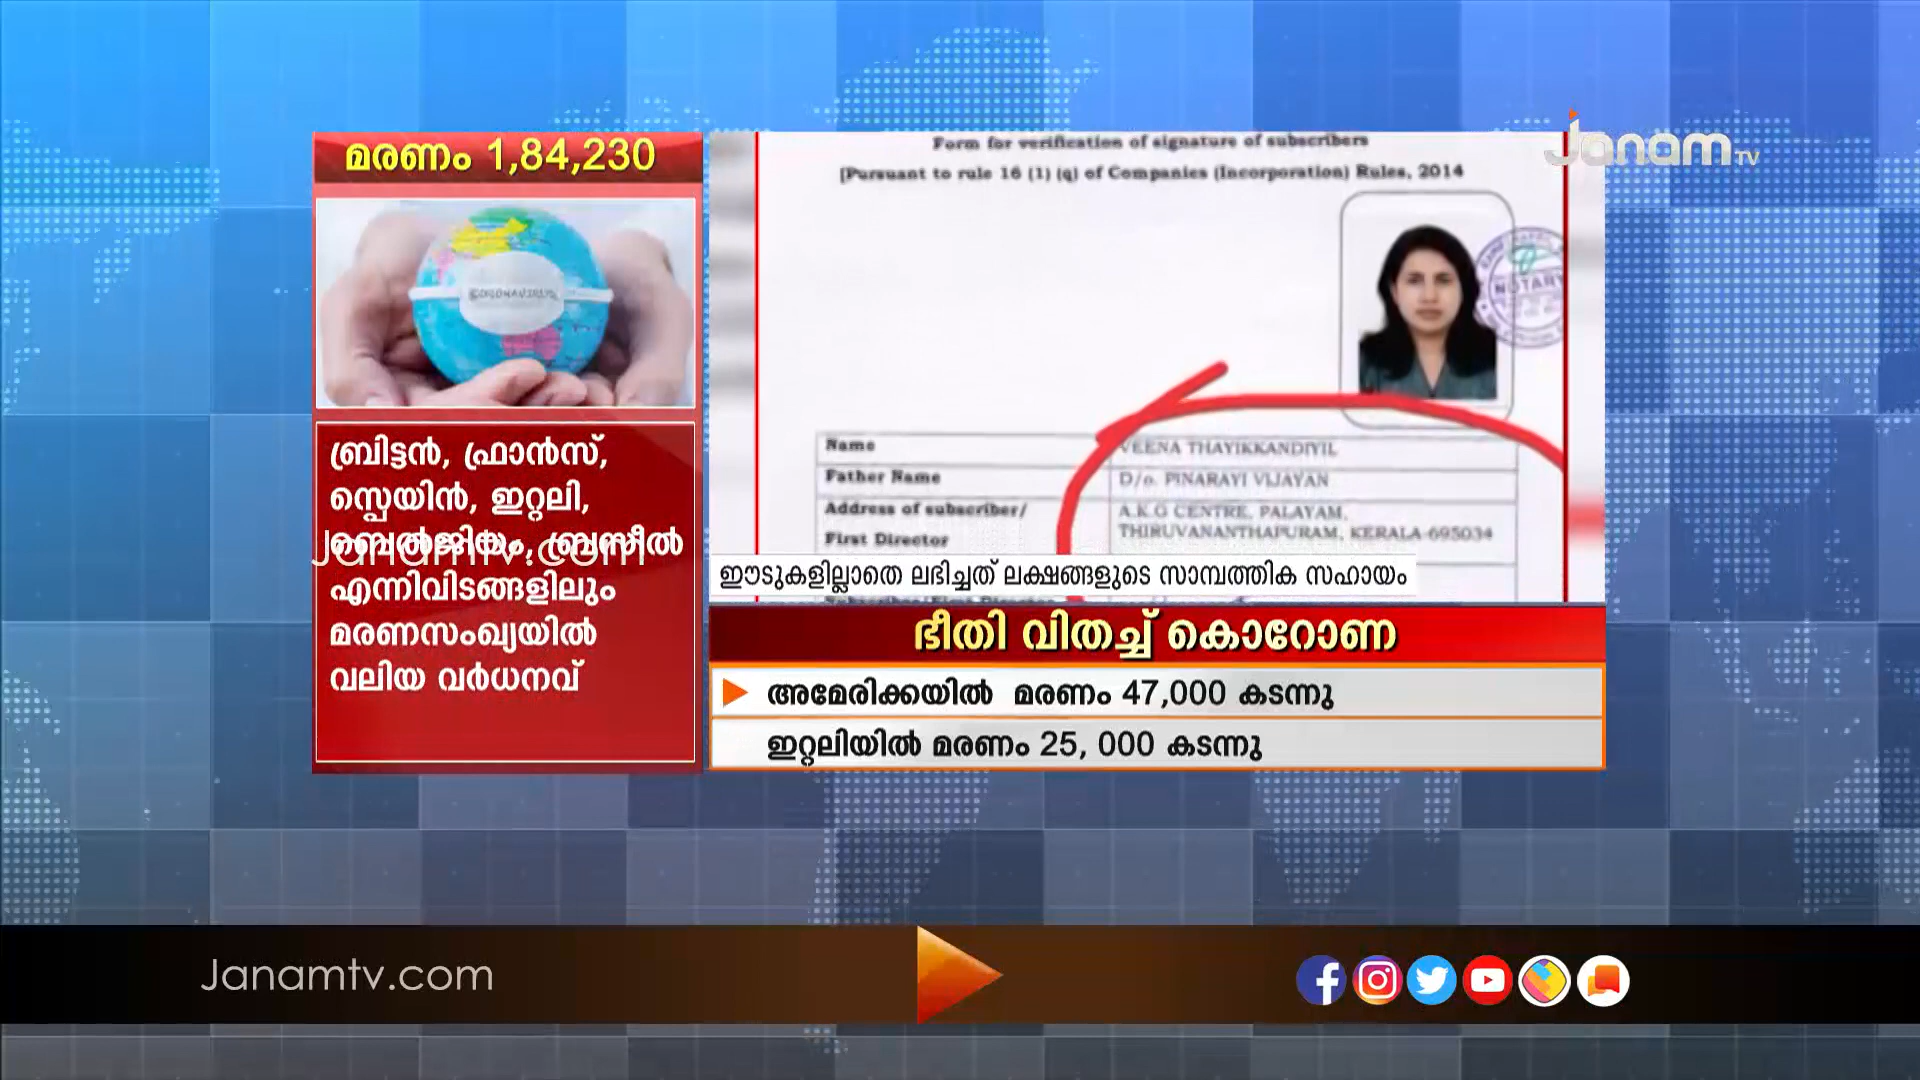 Janam TV
മരണം 1,84,230
ബ്രിട്ടൻ, ഫ്രാൻസ്,
സ്പെയിൻ, ഇറ്റലി,
ബെൽജിയം, ബ്രസീൽ
എന്നിവിടങ്ങളിലും
മരണസംഖ്യയിൽ
വലിയ വർധനവ്
Janamtv.com
Form for verification of signature of subscribers
[Pursuant to rule 16 (1) (q) of Companies (Incorporation) Rules, 2014
NOTARY
Name VEENA THAYIKKANDIYIL
Father Name D/o. PINARAYI VIJAYAN
Address of subscriber/ A.K.G CENTRE, PALAYAM,
First Director THIRUVANANTHAPURAM, KERALA-695034
ഈടുകളില്ലാതെ ലഭിച്ചത് ലക്ഷങ്ങളുടെ സാമ്പത്തിക സഹായം
ഭീതി വിതച്ച് കൊറോണ
അമേരിക്കയിൽ മരണം 47,000 കടന്നു
ഇറ്റലിയിൽ മരണം 25, 000 കടന്നു
Janamtv.com